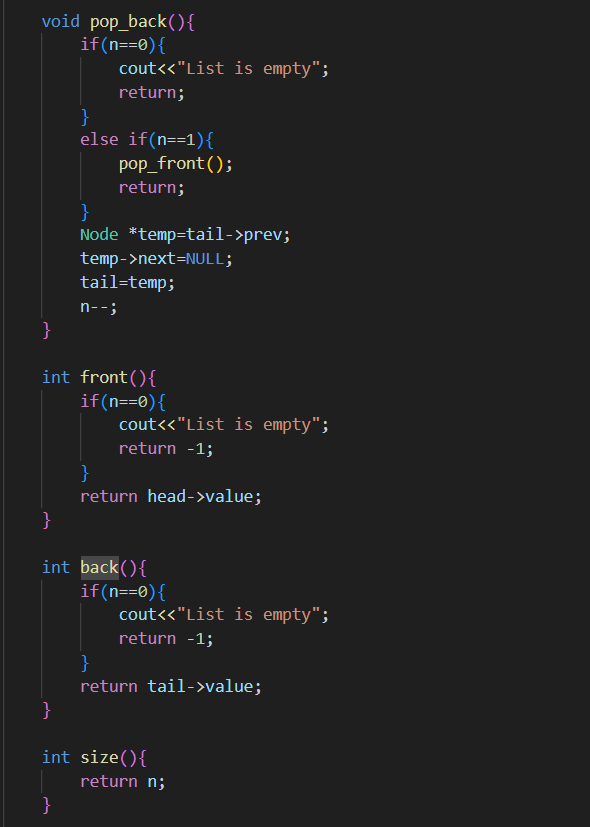 void pop_back(){
if(n==0){
cout<<"List is empty";
return;
}
else if(n==1){
pop_front();
return;
}
Node *temp=tail->prev;
temp->next=NULL;
tail=temp;
n--;
}
int front(){
if(n==0){
cout<<"List is empty";
return -1;
}
return head->value;
}
int back(){
if(n==0){
cout<<"List is empty";
return -1;
}
return tail->value;
}
int size(){
return n;
}